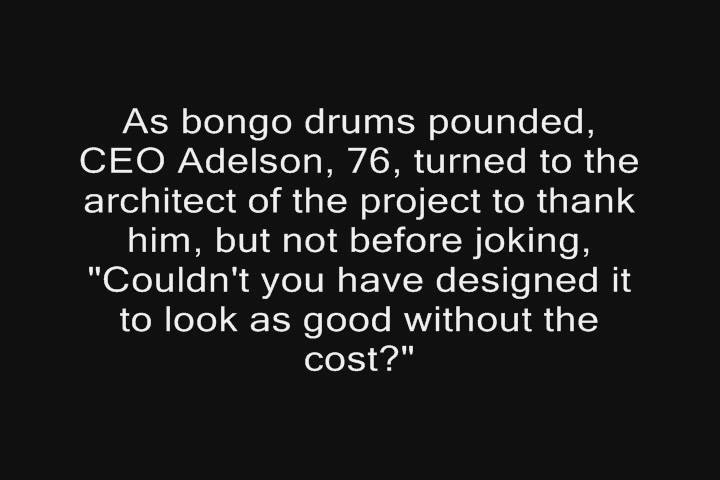 As bongo drums pounded,
CEO Adelson, 76, turned to the
architect of the project to thank
him, but not before joking,
"Couldn't you have designed it
to look as good without the
cost?"